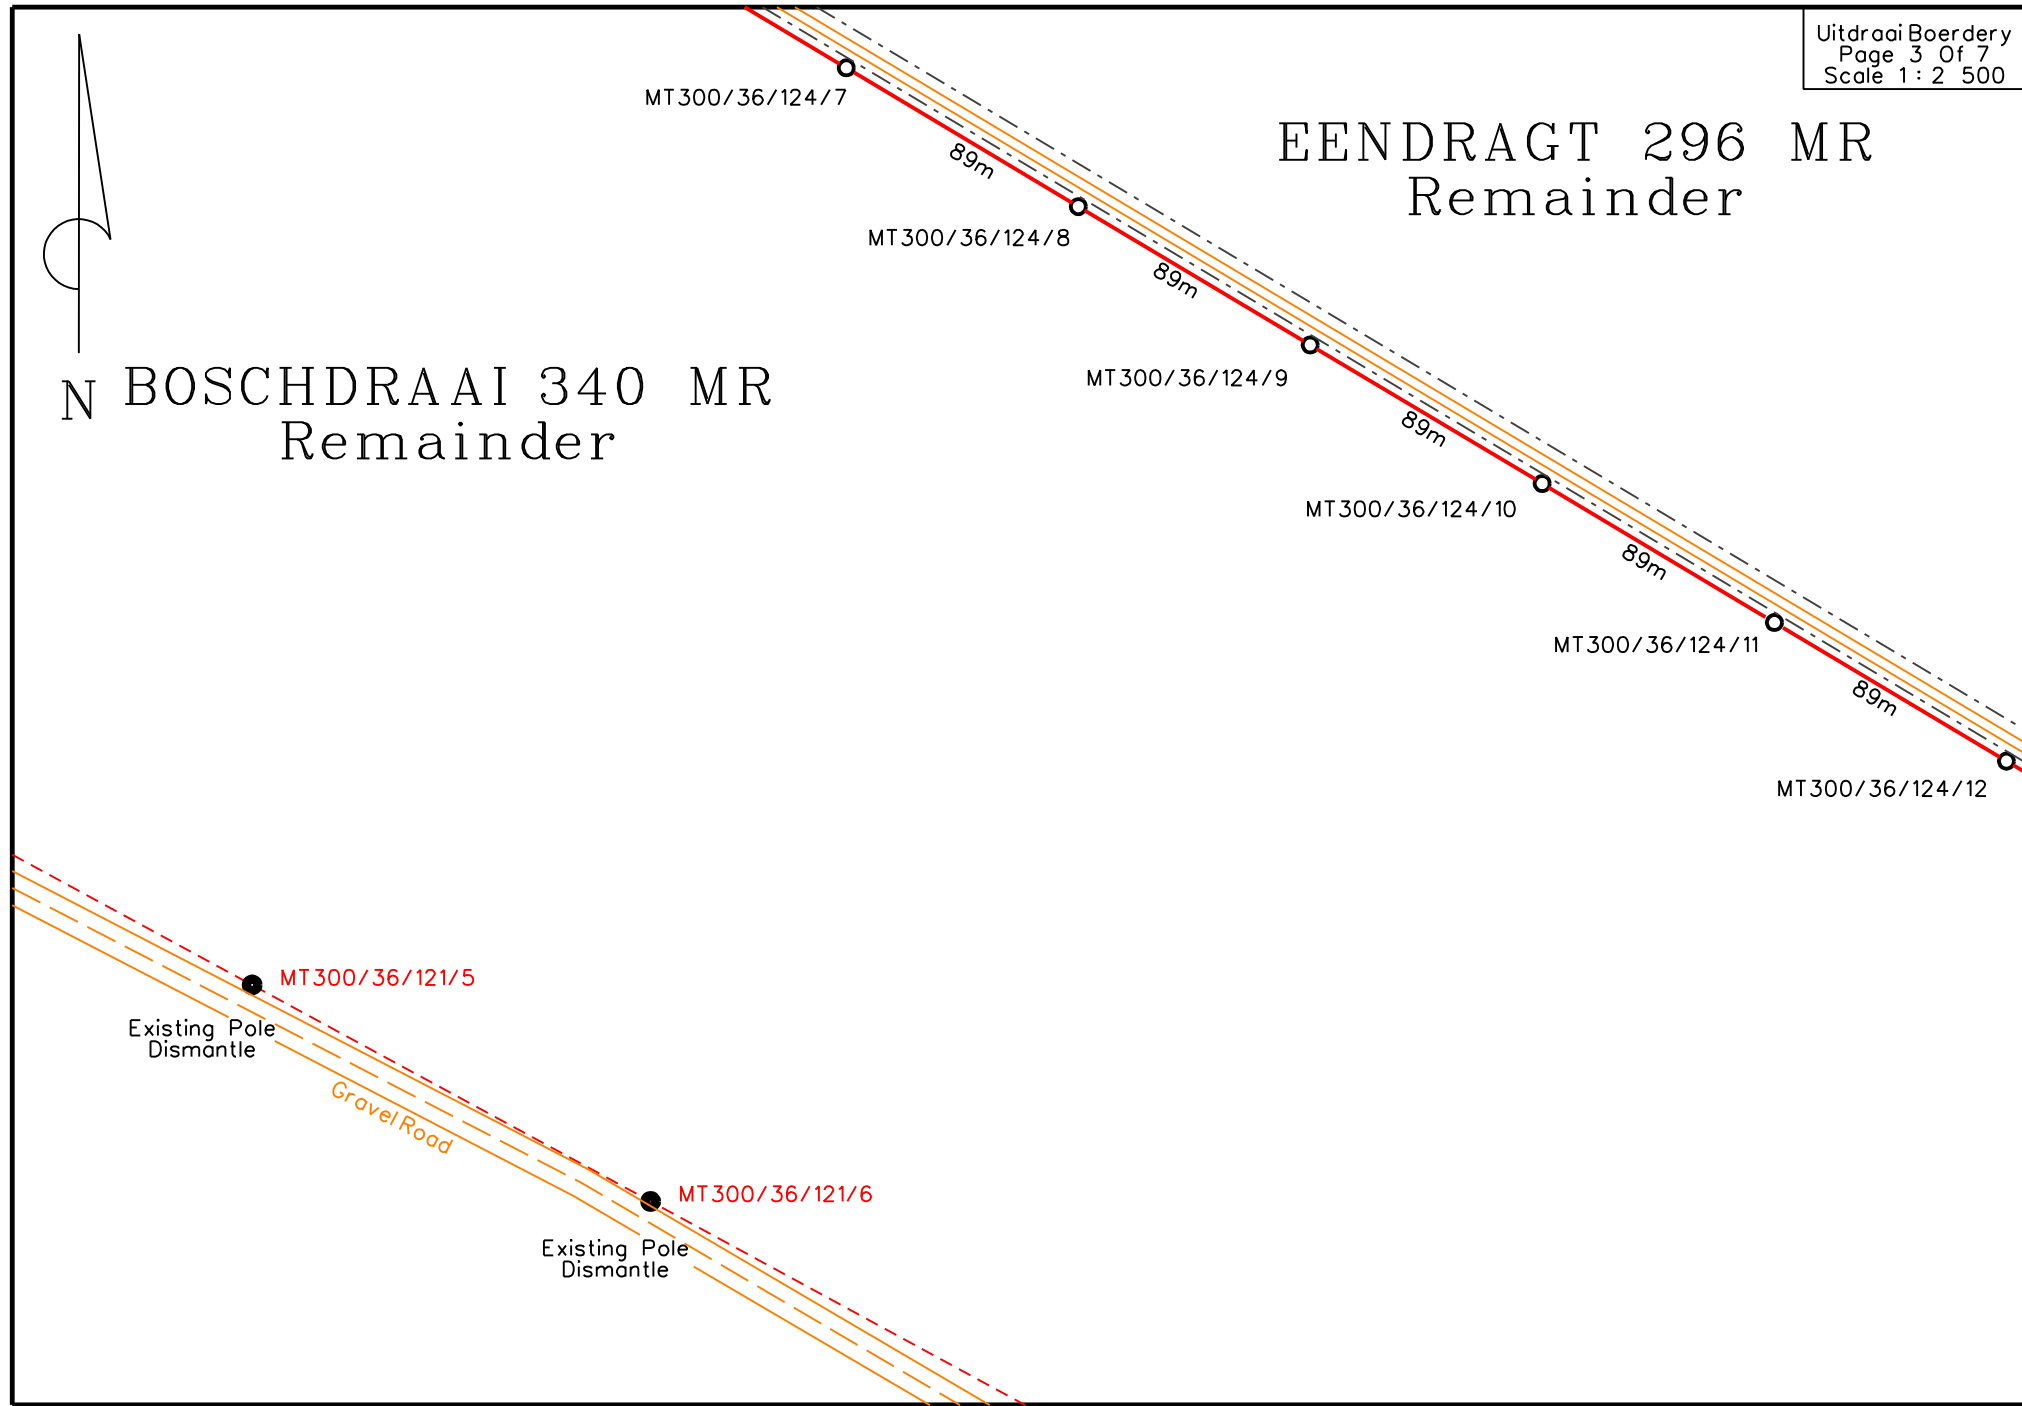 Uitdraai Boerdery
Page 3 Of 7
Scale 1 : 2 500
MT300/36/124/7
EENDRAGT 296 MR
Remainder
89m
MT300/36/124/8
89m
MT300/36/124/9
N
BOSCHDRAAI 340 MR
Remainder
89m
MT300/36/124/10
89m
MT300/36/124/11
89m
MT300/36/124/12
MT300/36/121/5
Existing Pole
Dismantle
Gravel Road
MT300/36/121/6
Existing Pole
Dismantle